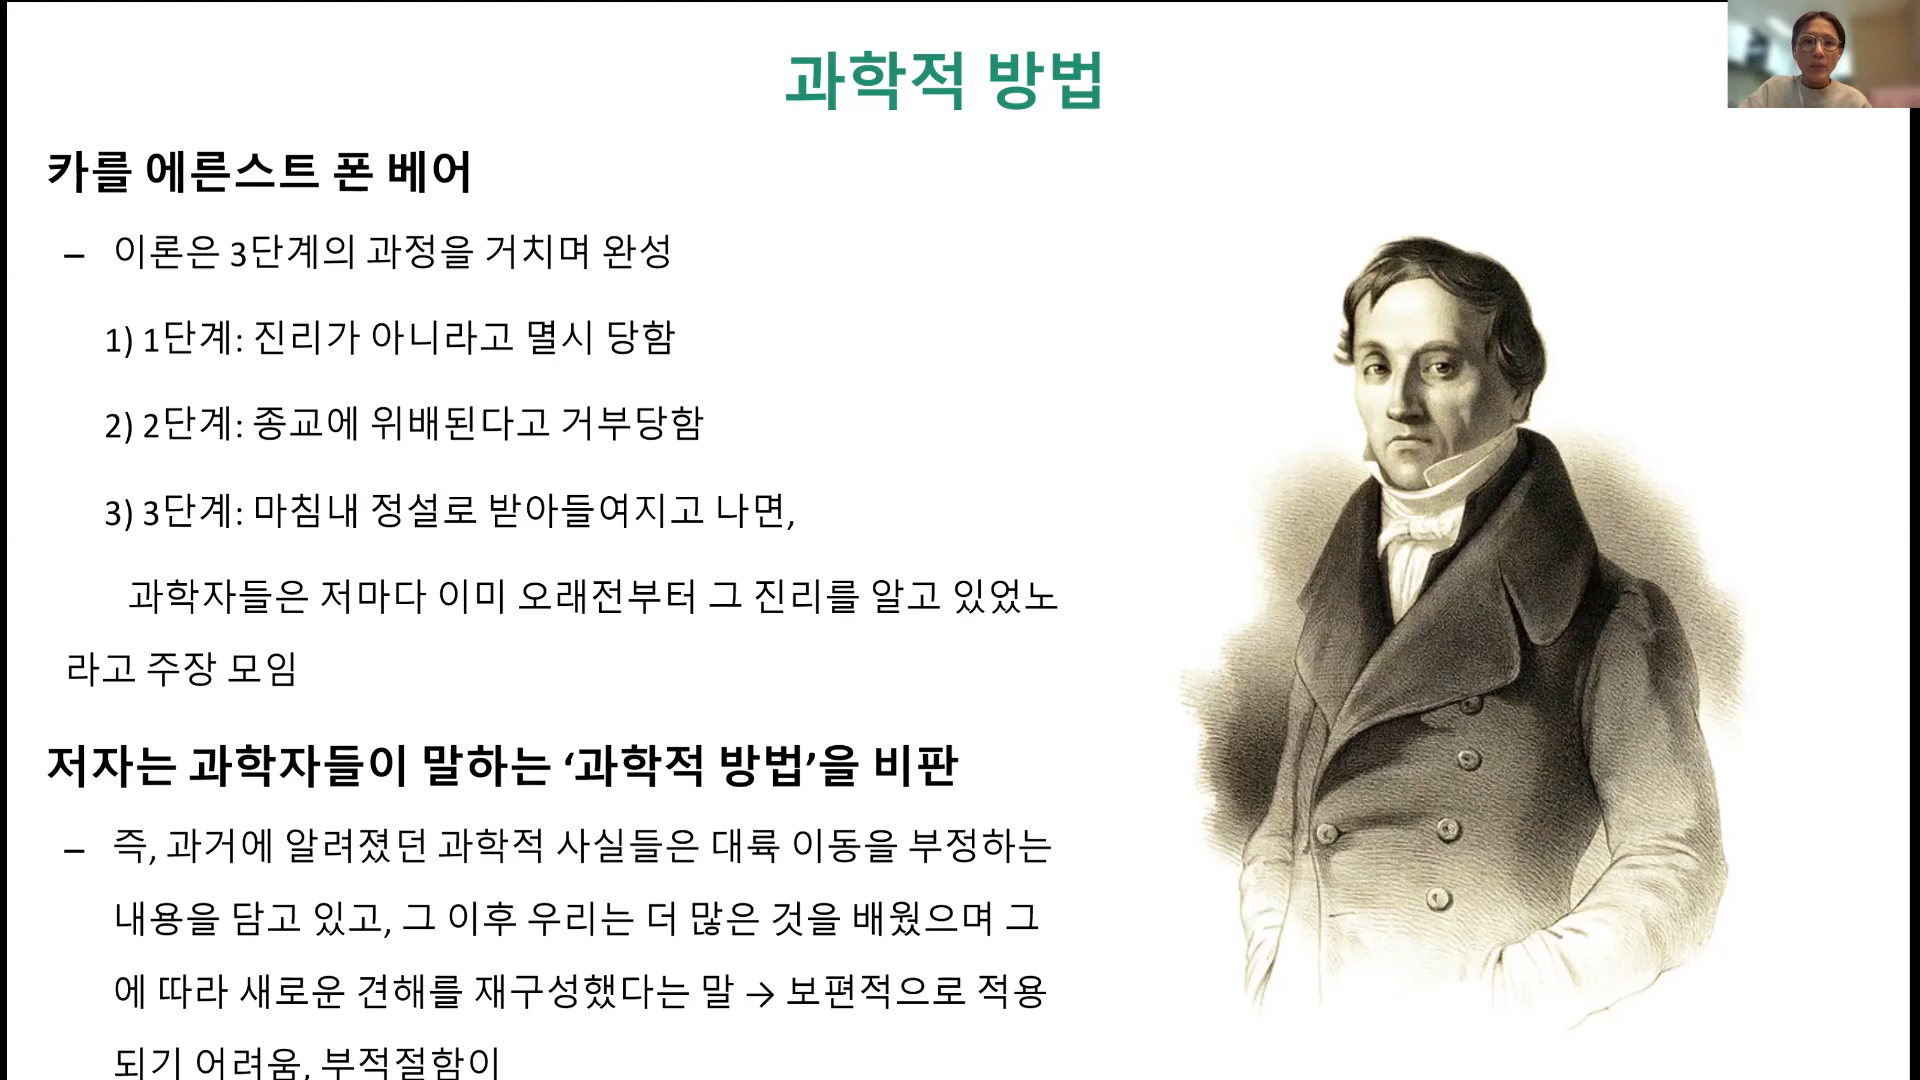 과학적 방법
카를 에른스트 폰 베어
– 이론은 3단계의 과정을 거치며 완성
1) 1단계: 진리가 아니라고 멸시 당함
2) 2단계: 종교에 위배된다고 거부당함
3) 3단계: 마침내 정설로 받아들여지고 나면,
과학자들은 저마다 이미 오래전부터 그 진리를 알고 있었노
라고 주장 모임
저자는 과학자들이 말하는 ‘과학적 방법’을 비판
– 즉, 과거에 알려졌던 과학적 사실들은 대륙 이동을 부정하는
내용을 담고 있고, 그 이후 우리는 더 많은 것을 배웠으며 그
에 따라 새로운 견해를 재구성했다는 말 → 보편적으로 적용
되기 어려움, 부적절함이